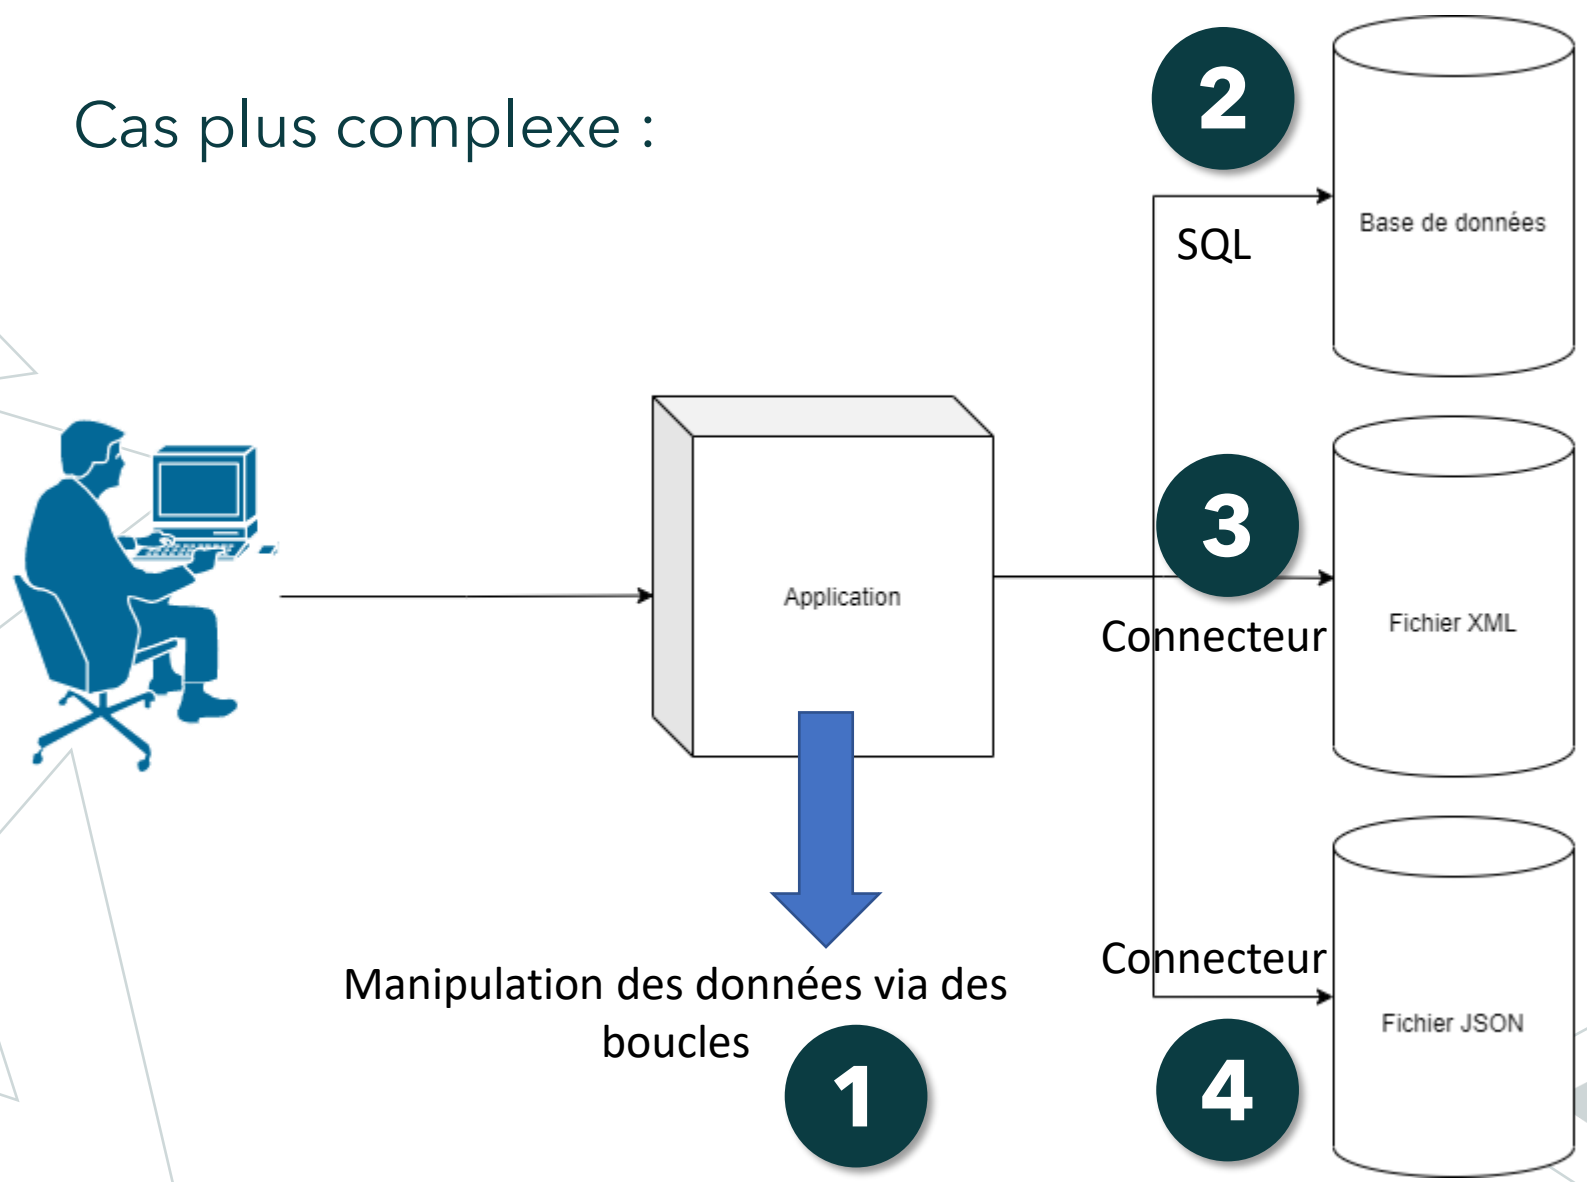 Cas plus complexe :
2
SQL
Base de données
3
Application
Connecteur
Fichier XML
Manipulation des données via des
boucles
1
Connecteur
Fichier JSON
4